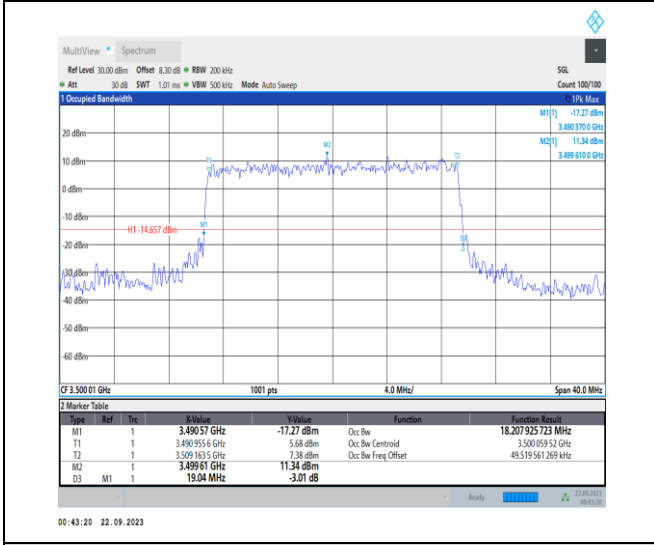 MultiView Spectrum
Ref Level 30.00 dBm Offset 8.30 dB RBW 200 kHz SGL
Att 30 dB SWT 1.01 ms VBW 500 kHz Mode Auto Sweep Count 100/100
1 Occupied Bandwidth 1Pk Max
M1[1] -17.27 dBm
3.490 570 0 GHz
M2[1] 11.34 dBm
3.499 610 0 GHz
20 dBm
M2
10 dBm
0 dBm
-10 dBm
M1
H1 -14.657 dBm
-20 dBm
-30 dBm
-40 dBm
-50 dBm
-60 dBm
CF 3.500 01 GHz 1001 pts 4.0 MHz/ Span 40.0 MHz
2 Marker Table
Type Ref Trc X-Value Y-Value Function Function Result
M1 1 3.490 57 GHz -17.27 dBm Occ Bw 18.207 925 723 MHz
T1 1 3.490 955 6 GHz 5.68 dBm Occ Bw Centroid 3.500 059 52 GHz
T2 1 3.509 163 5 GHz 7.38 dBm Occ Bw Freq Offset 49.519 561 269 kHz
M2 1 3.499 61 GHz 11.34 dBm
D3 M1 1 19.04 MHz -3.01 dB
Ready 22.09.2023
00:43:20
00:43:20 22.09.2023